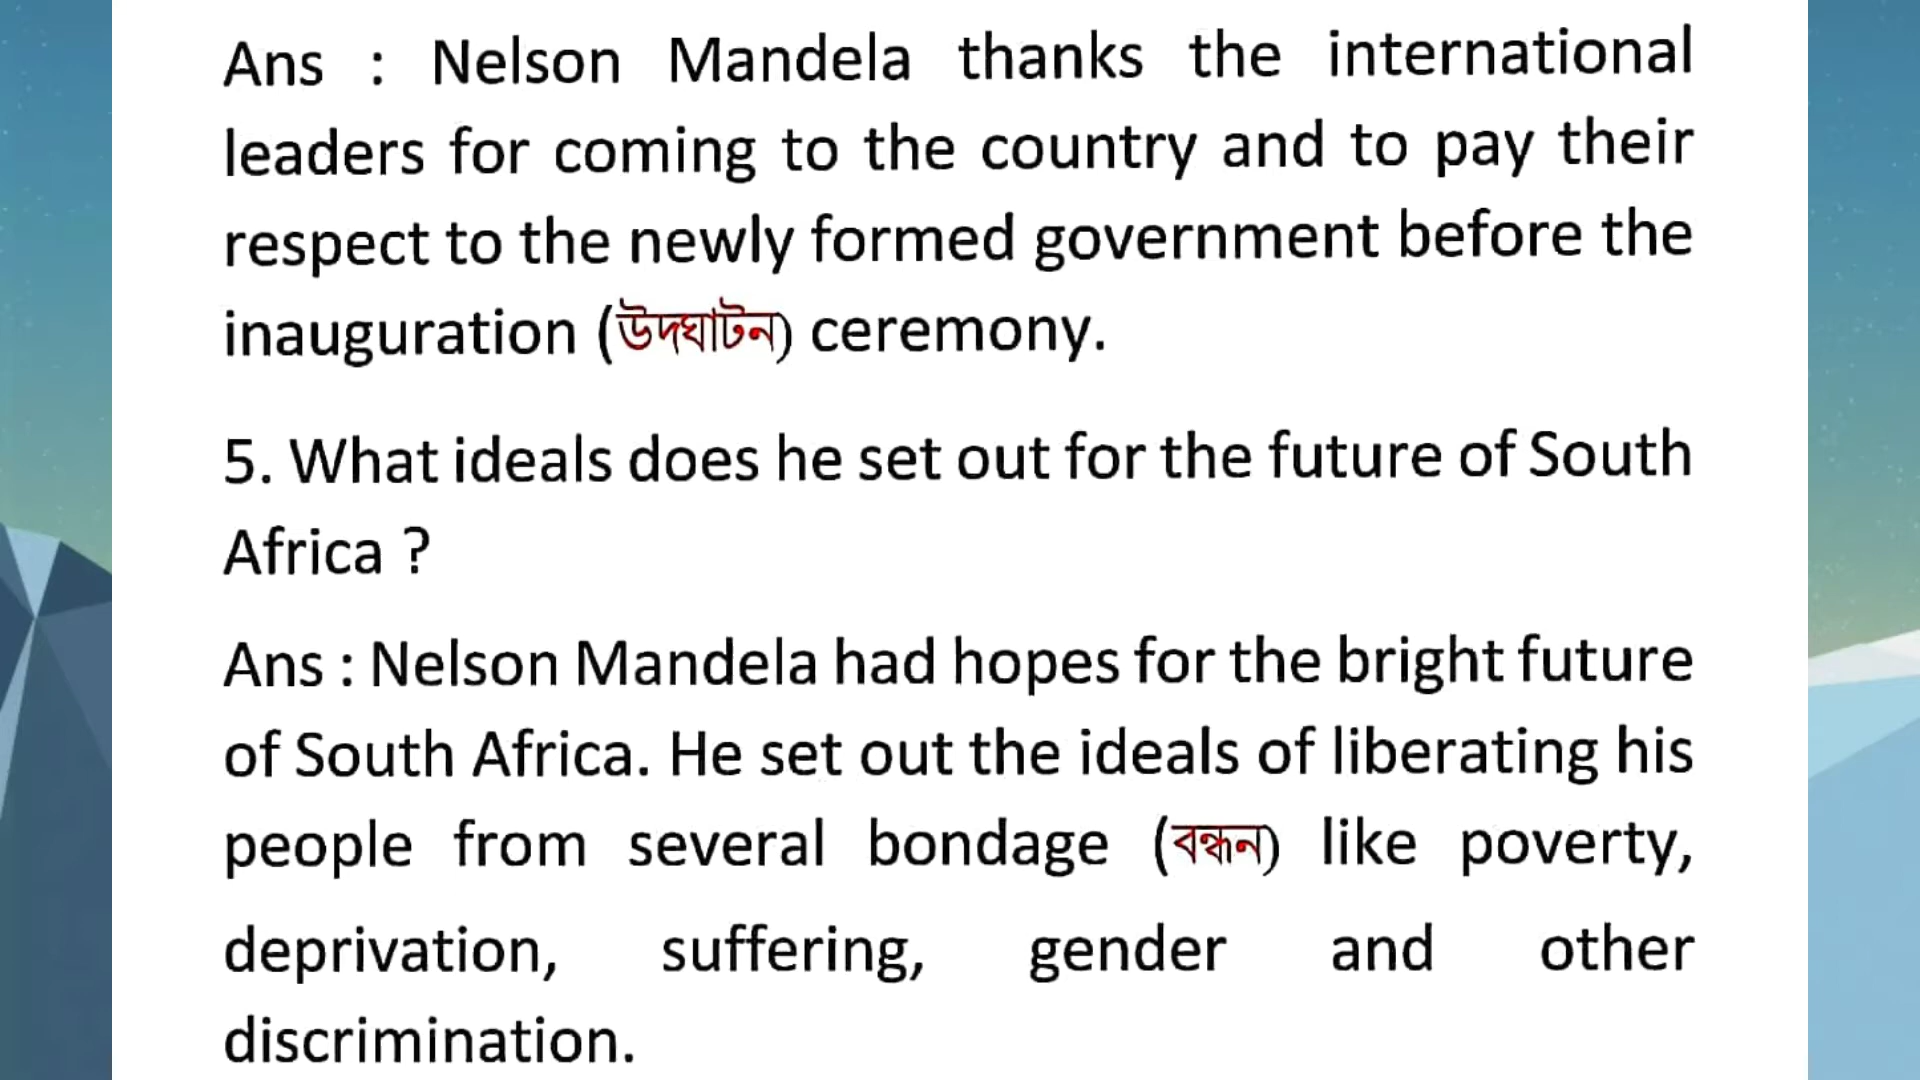 Ans : Nelson Mandela thanks the international
leaders for coming to the country and to pay their
respect to the newly formed government before the
inauguration (উদঘাটন) ceremony.
5. What ideals does he set out for the future of South
Africa ?
Ans : Nelson Mandela had hopes for the bright future
of South Africa. He set out the ideals of liberating his
people from several bondage (বন্ধন) like poverty,
deprivation, suffering, gender and other
discrimination.